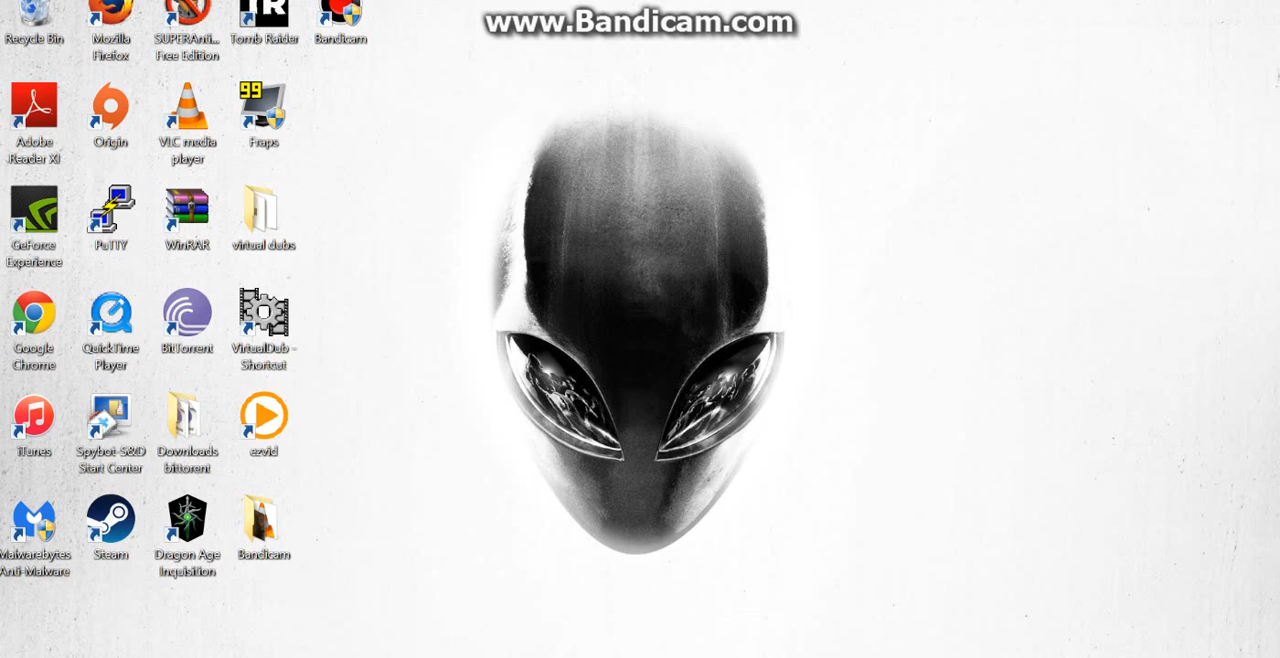 www.Bandicam.com
Recycle Bin
Mozilla
Firefox
SUPERAnti...
Free Edition
Tomb Raider
Bandicam
Adobe
Reader XI
Origin
VLC media
player
99
Fraps
GeForce
Experience
PuTTY
WinRAR
virtual dubs
Google
Chrome
QuickTime
Player
BitTorrent
VirtualDub -
Shortcut
iTunes
Spybot-S&D
Start Center
Downloads
bittorent
ezvid
Malwarebytes
Anti-Malware
Steam
Dragon Age
Inquisition
Bandicam